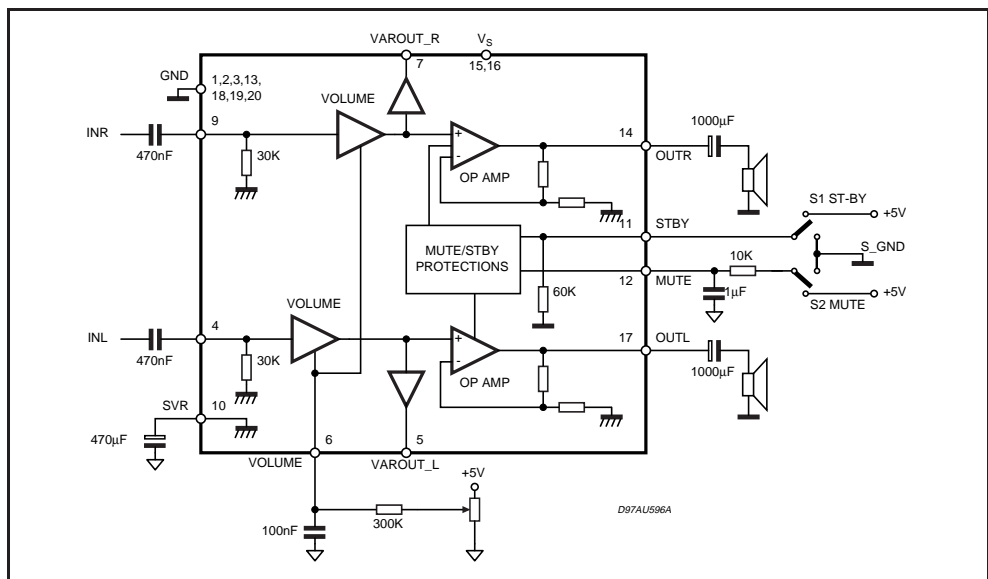 VAROUT_R VS
GND 7 15,16
1,2,3,13,
18,19,20
VOLUME
1000µF
INR 9 14
470nF 30K + - OP AMP OUTR
S1 ST-BY
+5V
11 STBY
MUTE/STBY
PROTECTIONS
S_GND
10K
12 MUTE
60K 1µF
S2 MUTE +5V
VOLUME
INL 4 17 OUTL
470nF 30K + - OP AMP 1000µF
SVR 10
470µF
6 5
VOLUME VAROUT_L
+5V
300K
100nF
D97AU596A